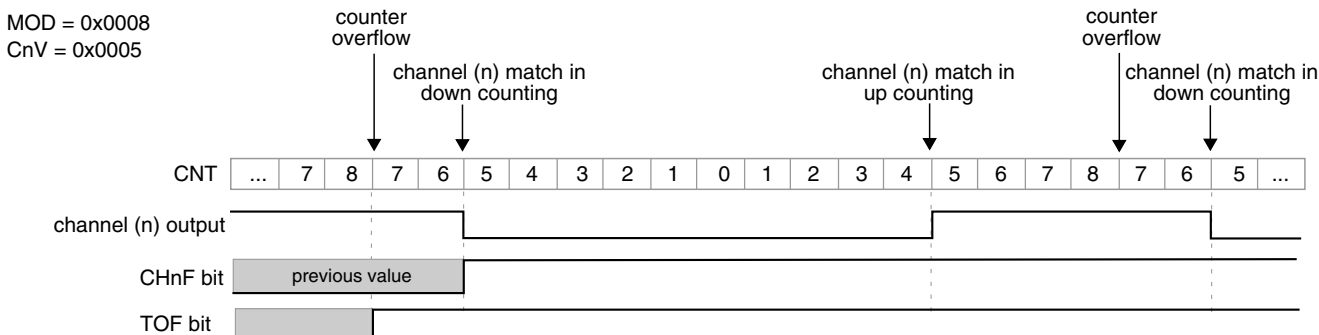 MOD = 0x0008
CnV = 0x0005
counter
overflow
channel (n) match in
down counting
channel (n) match in
up counting
counter
overflow
channel (n) match in
down counting
CNT ... 7 8 7 6 5 4 3 2 1 0 1 2 3 4 5 6 7 8 7 6 5 ...
channel (n) output
CHnF bit previous value
TOF bit